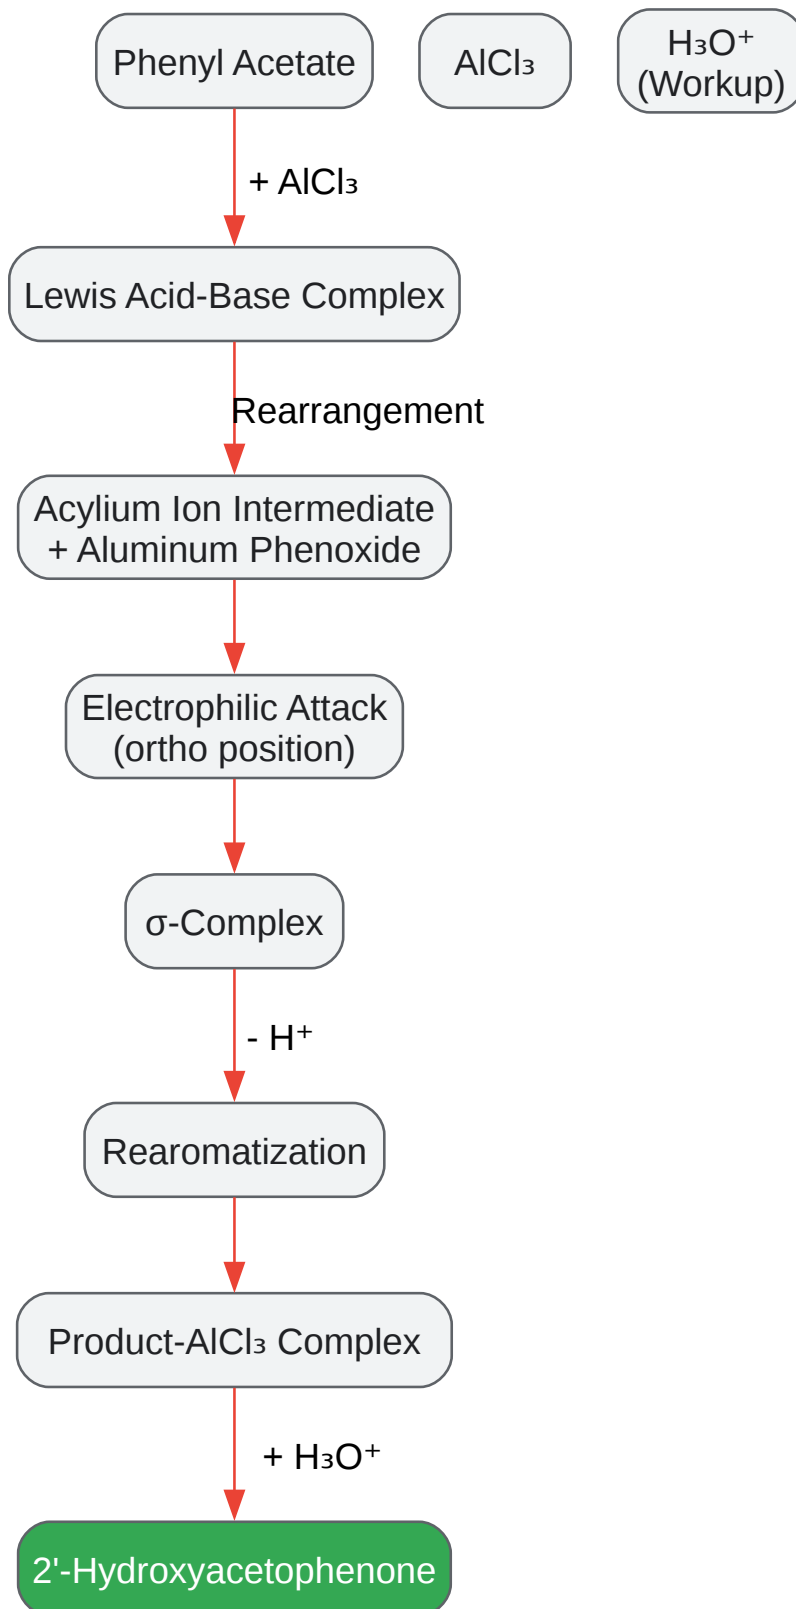 Phenyl Acetate
AlCl₃
H₃O⁺
(Workup)
+ AlCl₃
Lewis Acid-Base Complex
Rearrangement
Acylium Ion Intermediate
+ Aluminum Phenoxide
Electrophilic Attack
(ortho position)
σ-Complex
- H⁺
Rearomatization
Product-AlCl₃ Complex
+ H₃O⁺
2'-Hydroxyacetophenone